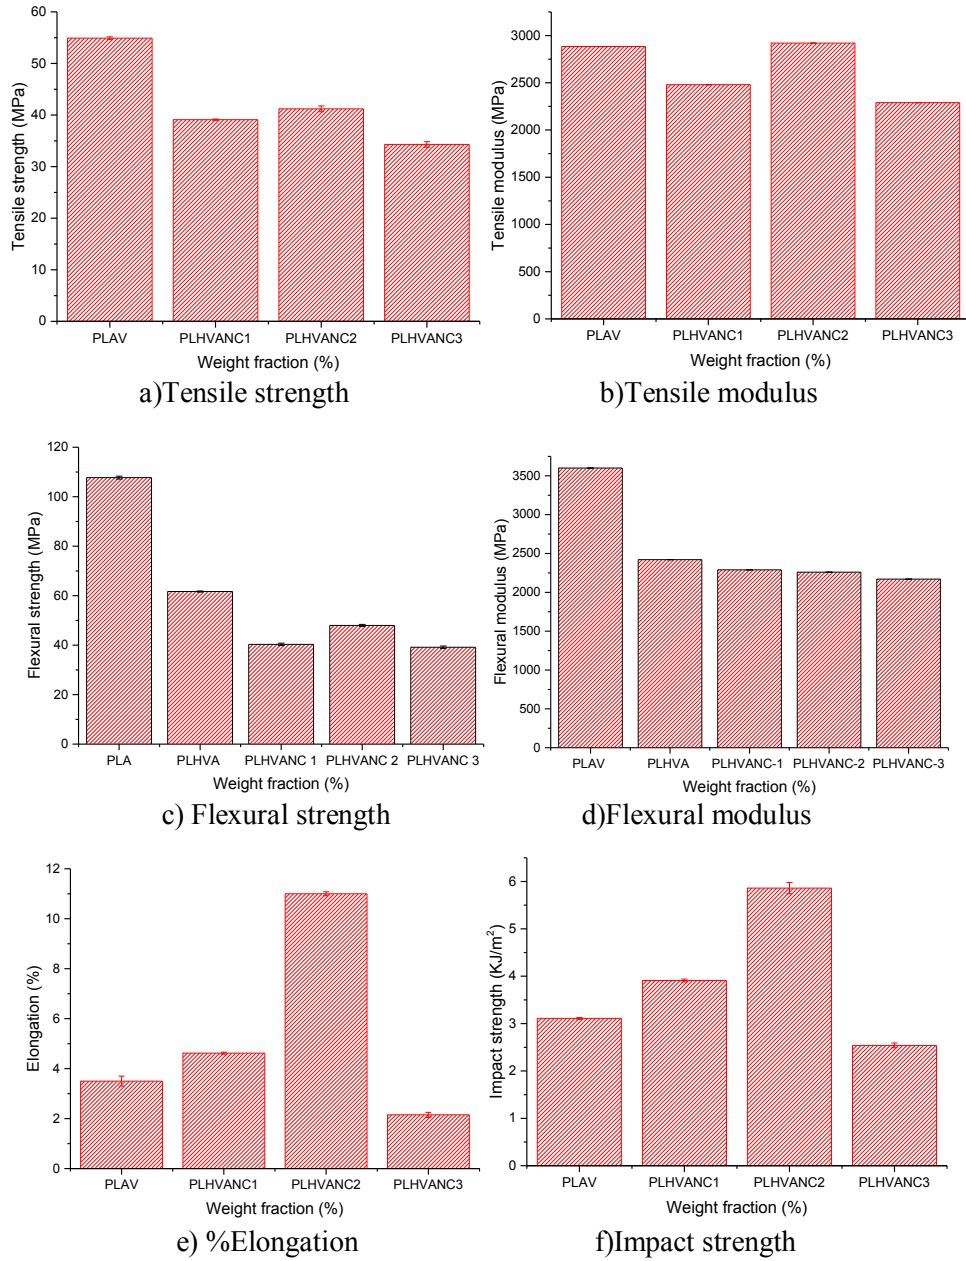 60
50
40
30
20
10
0
Tensile strength (MPa)
PLAV PLHVANC1 PLHVANC2 PLHVANC3
Weight fraction (%)
a)Tensile strength
3000
2500
2000
1500
1000
500
0
Tensile modulus (MPa)
PLAV PLHVANC1 PLHVANC2 PLHVANC3
Weight fraction (%)
b)Tensile modulus
120
100
80
60
40
20
0
Flexural strength (MPa)
PLA PLHVA PLHVANC 1 PLHVANC 2 PLHVANC 3
Weight fraction (%)
c) Flexural strength
3500
3000
2500
2000
1500
1000
500
0
Flexural modulus (MPa)
PLAV PLHVA PLHVANC-1 PLHVANC-2 PLHVANC-3
Weight fraction (%)
d)Flexural modulus
12
10
8
6
4
2
0
Elongation (%)
PLAV PLHVANC1 PLHVANC2 PLHVANC3
Weight fraction (%)
e) %Elongation
6
5
4
3
2
1
0
Impact strength (KJ/m²)
PLAV PLHVANC1 PLHVANC2 PLHVANC3
Weight fraction (%)
f)Impact strength